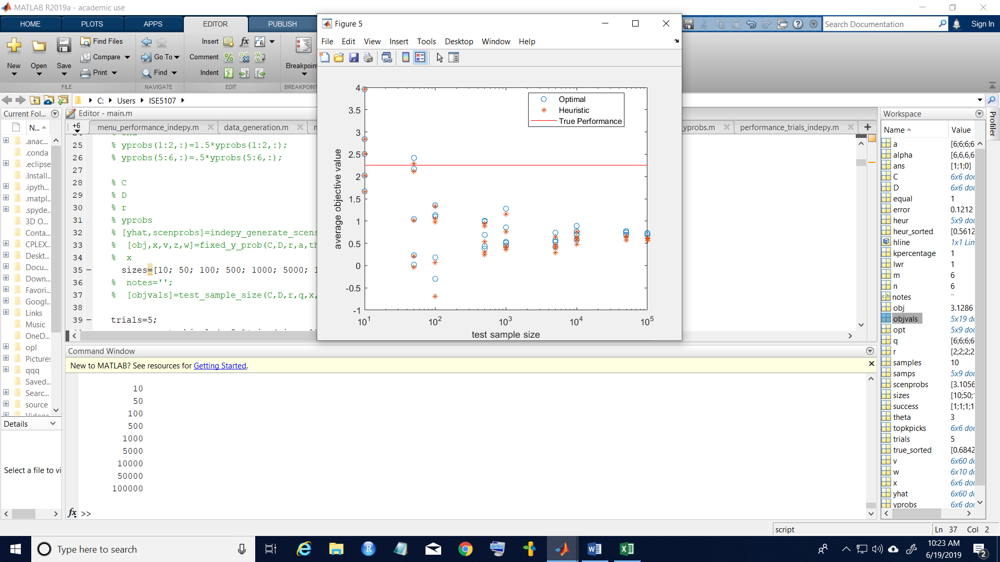 MATLAB R2019a - academic use
HOME PLOTS APPS EDITOR PUBLISH
Search Documentation
Sign In
New Open Save
Find Files
Compare
Print
FILE
Go To
Find
NAVIGATE
Insert
Comment
Indent
EDIT
Breakpoin
BREAKPOIN
C: Users ISE5107
Current Fol...
N...
.anac...
.conda
.eclipse
.Install...
.ipyth...
.matpl...
.spyde...
3D O...
Conta...
CPLEX
Deskt...
Docu...
Down...
Favori...
Googl...
Links
Music
OneD...
opl
Pictures
qqq
Saved...
Searc...
source
Videos
Details
Select a file to vi
Editor - main.m
+6
menu_performance_indepy.m
data_generation.m
yprobs.m
performance_trials_indepy.m
25 % yprobs(1:2,:)=1.5*yprobs(1:2,:);
26 % yprobs(5:6,:)=.5*yprobs(5:6,:);
27
28 % C
29 % D
30 % r
31 % yprobs
32 % [yhat,scenprobs]=indepy_generate_scens
33 % [obj,x,v,z,w]=fixed_y_prob(C,D,r,a,th
34 % x
35 sizes=[10; 50; 100; 500; 1000; 5000; 1
36 % notes='';
37 % [objvals]=test_sample_size(C,D,r,q,x,
38
39 trials=5;
Figure 5
File Edit View Insert Tools Desktop Window Help
Optimal
Heuristic
True Performance
average objective value
4
3.5
3
2.5
2
1.5
1
0.5
0
-0.5
-1
10^1 10^2 10^3 10^4 10^5
test sample size
Command Window
New to MATLAB? See resources for Getting Started.
10
50
100
500
1000
5000
10000
50000
100000
fx >>
Workspace
Profiler
Name Value
a [6;6;6;6
alpha [6,6,6,6
ans [1;1;0]
C 6x6 dou
D 6x6 dou
equal 1
error 0.1212
heur 5x9 dou
heur_sorted [0.5612
hline 1x1 Lin
kpercentage 1
lwr 1
m 6
n 6
notes ''
obj 3.1286
objvals 5x19 do
opt 5x9 dou
q [6;6;6;6
r [2;2;2;2
samples 10
samps 5x9 dou
scenprobs [3.1056
sizes [10;50;
success [1;1;1;1
theta 3
topkpicks 6x6 dou
trials 5
true_sorted [0.6842
v 6x60 do
w 6x10 do
x 6x6 dou
yhat 6x60 do
yprobs 6x6 dou
script
Ln 37 Col 2
Type here to search
10:23 AM
6/19/2019
2